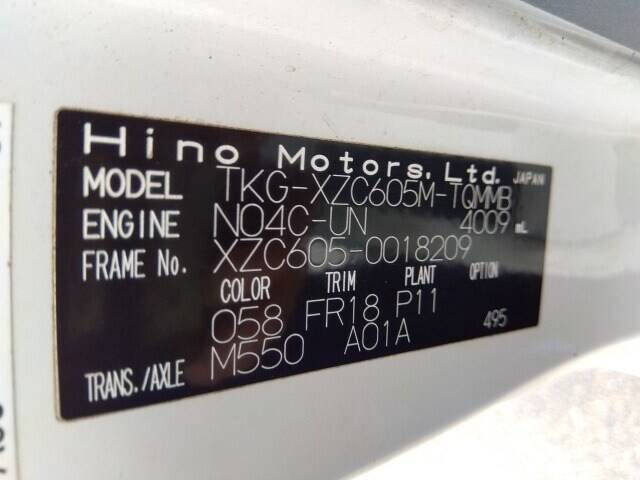 Hino Motors, Ltd. JAPAN
MODEL TKG-XZC605M-TQMMB
ENGINE N04C-UN 4009 mL
FRAME No. XZC605-0018209
COLOR TRIM PLANT OPTION
058 FR18 P11 495
TRANS./AXLE M550 A01A